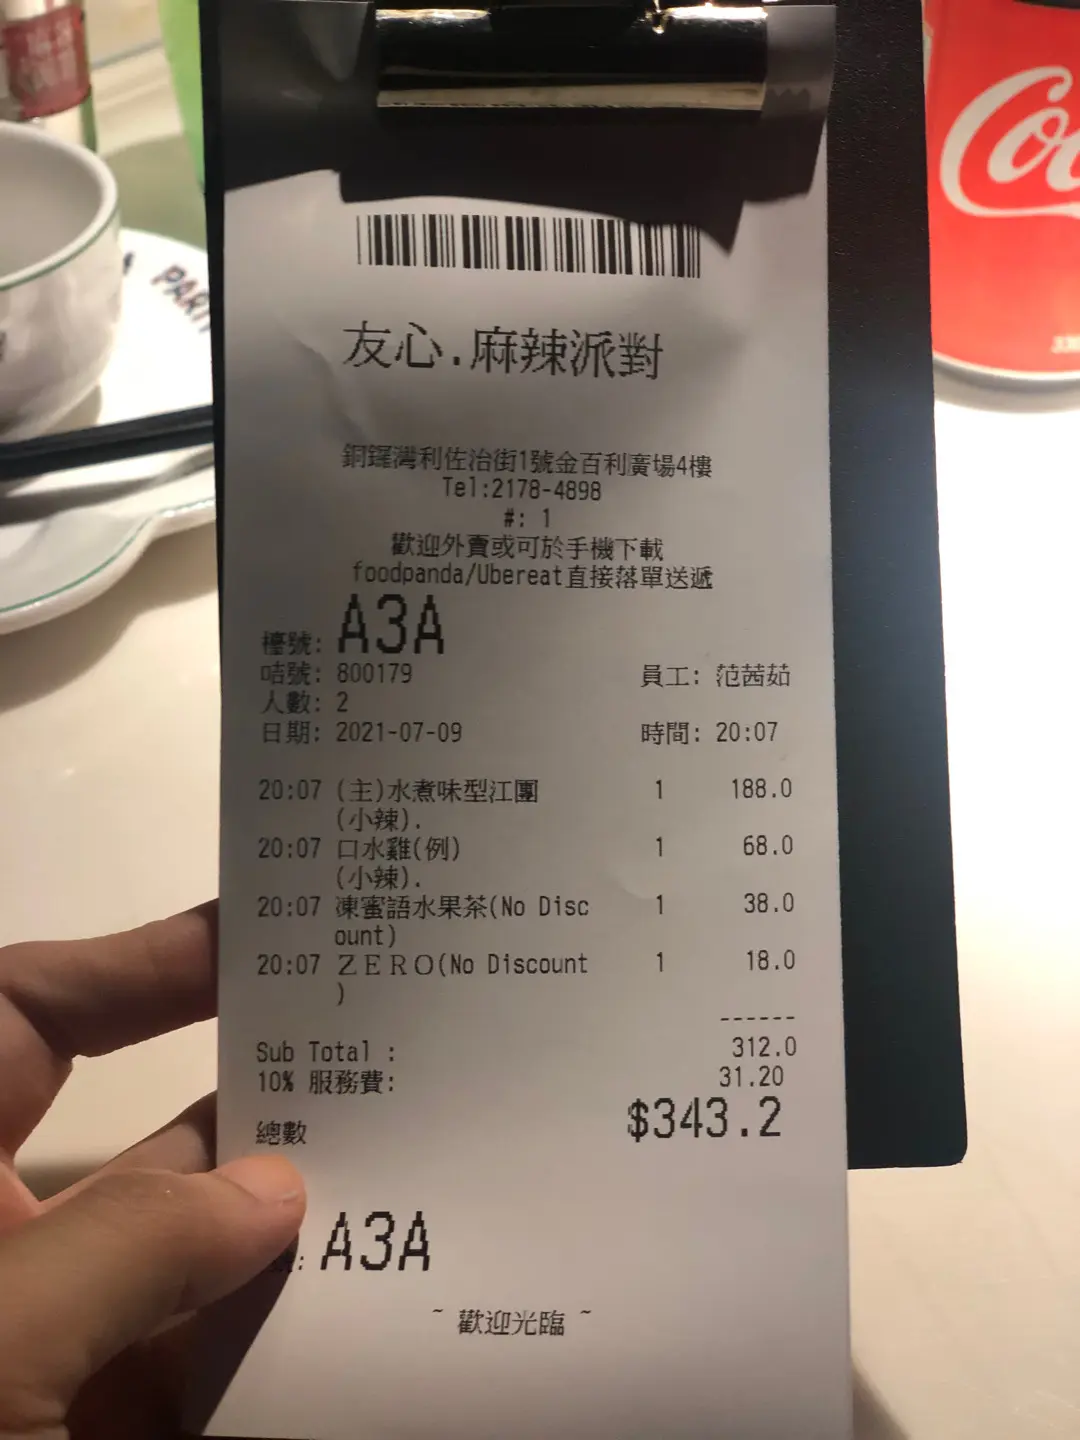 友心.麻辣派對
銅鑼灣利佐治街1號金百利廣場4樓
Tel:2178-4898
#: 1
歡迎外賣或可於手機下載
foodpanda/Ubereat直接落單送遞
檯號: A3A
咭號: 800179 員工: 范茜茹
人數: 2
日期: 2021-07-09 時間: 20:07
20:07 (主)水煮味型江團 1 188.0
(小辣).
20:07 口水雞(例) 1 68.0
(小辣).
20:07 凍蜜語水果茶(No Disc 1 38.0
ount)
20:07 ＺＥＲＯ(No Discount 1 18.0
)
------
Sub Total : 312.0
10% 服務費: 31.20
總數 $343.2
號: A3A
~ 歡迎光臨 ~
PART
Co